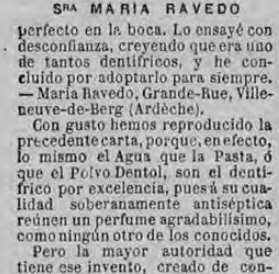 SRA MARIA RAVEDO
perfecto en la boca. Lo ensayé con
desconfianza, creyendo que era uno
de tantos dentífricos, y he con-
cluído por adoptarlo para siempre.
— Maria Ravedo, Grande-Rue, Ville-
neuve-de-Berg (Ardèche).
Con gusto hemos reproducido la
precedente carta, porque, en efecto,
lo mismo el Agua que la Pasta, ó
que el Polvo Dentol, son el dentí-
frico por excelencia, pues á su cua-
lidad soberanamente antiséptica
reúnen un perfume agradabilísimo,
como ningún otro de los conocidos.
Pero la mayor autoridad que
tiene ese invento, creado de con-